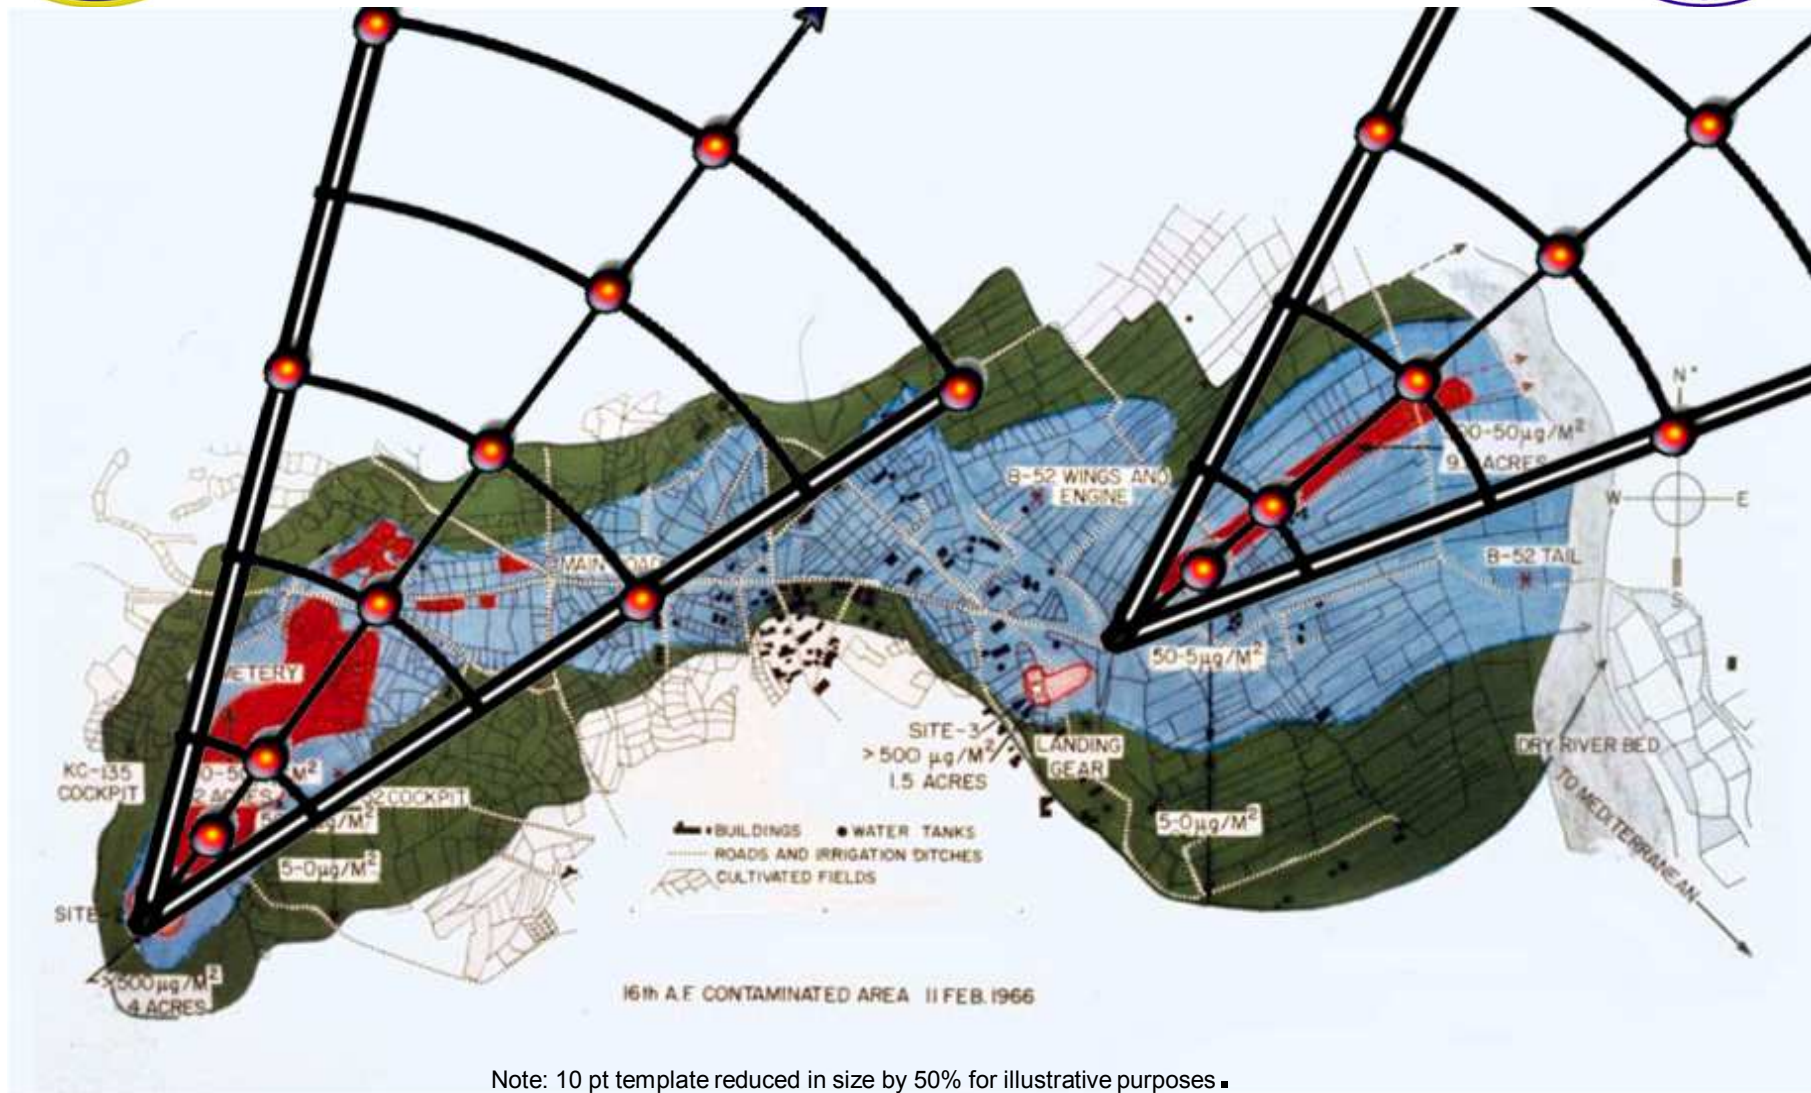 N
W
E
S
B-52 WINGS AND
ENGINE
00-50µg/M²
ACRES
MAIN ROAD
B-52 TAIL
50-5µg/M²
SITE-3
>500 µg/M²
1.5 ACRES
LANDING
GEAR
DRY RIVER BED
TO MEDITERRANEAN
KC-135
COCKPIT
COCKPIT
ACRES
5-0µg/M²
5-0µg/M²
BUILDINGS
WATER TANKS
ROADS AND IRRIGATION DITCHES
CULTIVATED FIELDS
SITE-
>500µg/M²
4 ACRES
16th A.F. CONTAMINATED AREA 11 FEB. 1966
Note: 10 pt template reduced in size by 50% for illustrative purposes.